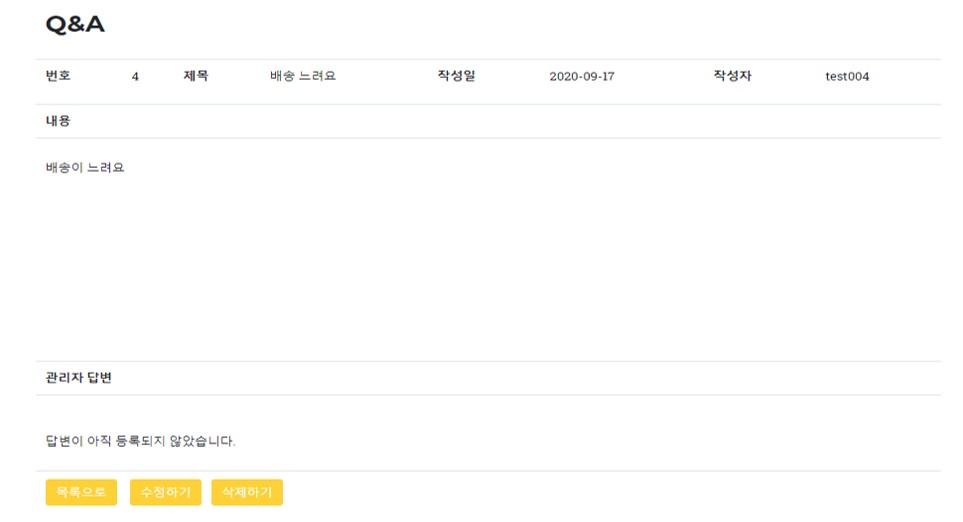 Q&A
번호 4 제목 배송 느려요 작성일 2020-09-17 작성자 test004
내용
배송이 느려요
관리자 답변
답변이 아직 등록되지 않았습니다.
목록으로 수정하기 삭제하기